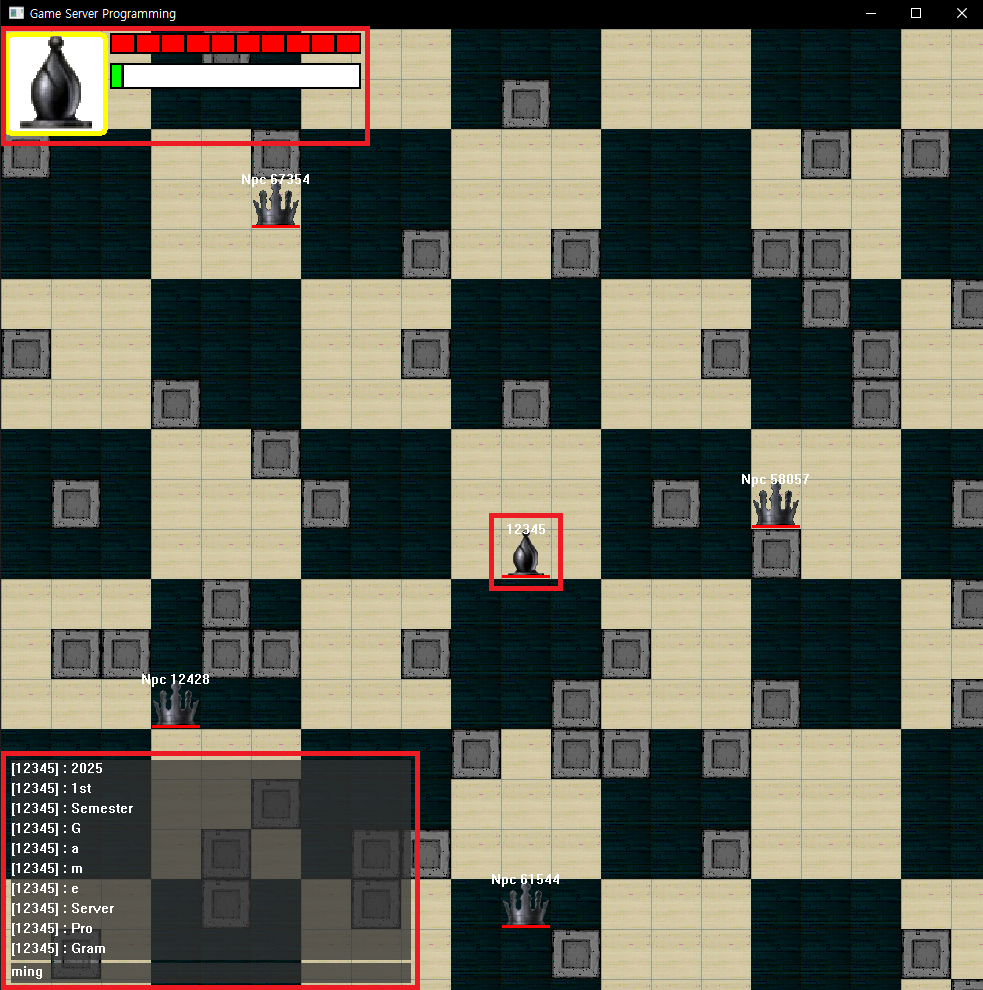 Game Server Programming
Npc 67354
Npc 58057
12345
Npc 12428
[12345] : 2025
[12345] : 1st
[12345] : Semester
[12345] : G
[12345] : a
[12345] : m
[12345] : e
[12345] : Server
[12345] : Pro
[12345] : Gram
ming
Npc 61544